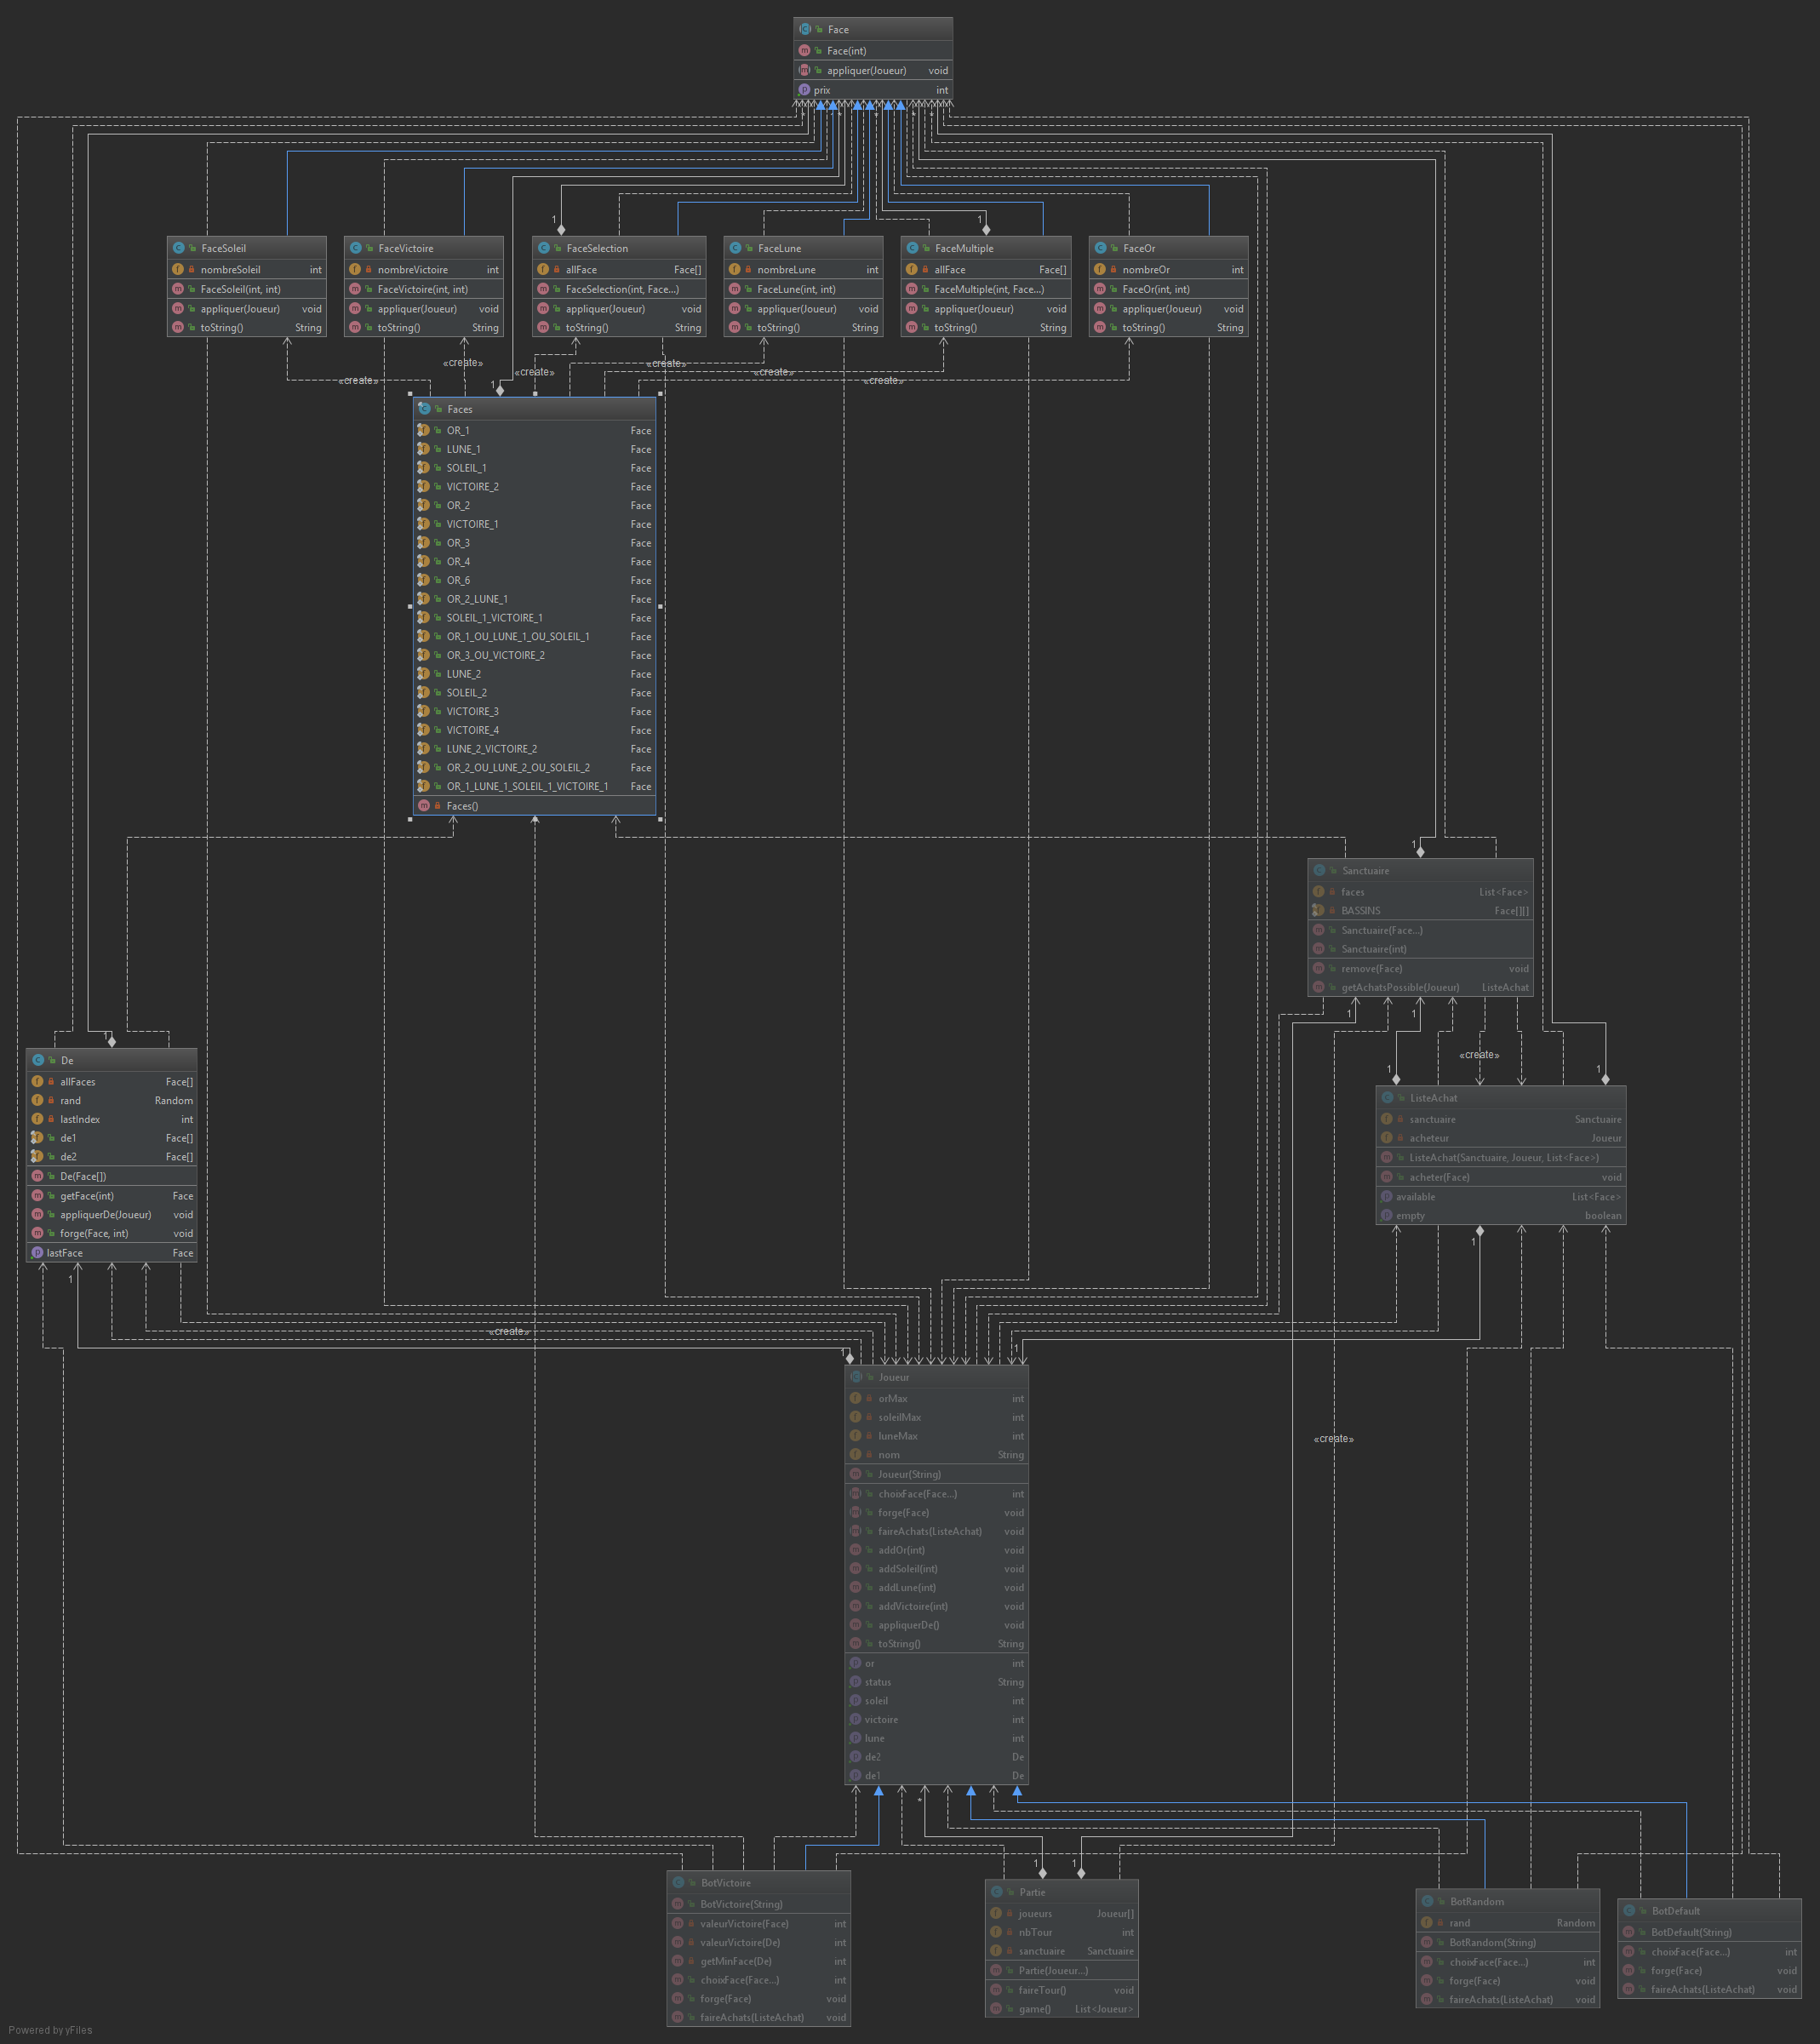 Face
Face(int)
appliquer(Joueur) void
prix int
FaceSoleil
nombreSoleil int
FaceSoleil(int, int)
appliquer(Joueur) void
toString() String
FaceVictoire
nombreVictoire int
FaceVictoire(int, int)
appliquer(Joueur) void
toString() String
1
FaceSelection
allFace Face[]
FaceSelection(int, Face...)
appliquer(Joueur) void
toString() String
FaceLune
nombreLune int
FaceLune(int, int)
appliquer(Joueur) void
toString() String
1
FaceMultiple
allFace Face[]
FaceMultiple(int, Face...)
appliquer(Joueur) void
toString() String
FaceOr
nombreOr int
FaceOr(int, int)
appliquer(Joueur) void
toString() String
«create»
«create»
«create»
«create»
«create»
«create»
1
Faces
OR_1 Face
LUNE_1 Face
SOLEIL_1 Face
VICTOIRE_2 Face
OR_2 Face
VICTOIRE_1 Face
OR_3 Face
OR_4 Face
OR_6 Face
OR_2_LUNE_1 Face
SOLEIL_1_VICTOIRE_1 Face
OR_1_OU_LUNE_1_OU_SOLEIL_1 Face
OR_3_OU_VICTOIRE_2 Face
LUNE_2 Face
SOLEIL_2 Face
VICTOIRE_3 Face
VICTOIRE_4 Face
LUNE_2_VICTOIRE_2 Face
OR_2_OU_LUNE_2_OU_SOLEIL_2 Face
OR_1_LUNE_1_SOLEIL_1_VICTOIRE_1 Face
Faces()
1
Sanctuaire
faces List<Face>
BASSINS Face[][]
Sanctuaire(Face...)
Sanctuaire(int)
remove(Face) void
getAchatsPossible(Joueur) ListeAchat
1
1
1
De
allFaces Face[]
rand Random
lastIndex int
de1 Face[]
de2 Face[]
De(Face[])
getFace(int) Face
appliquerDe(Joueur) void
forge(Face, int) void
lastFace Face
1
«create»
1
1
ListeAchat
sanctuaire Sanctuaire
acheteur Joueur
ListeAchat(Sanctuaire, Joueur, List<Face>)
acheter(Face) void
available List<Face>
empty boolean
1
«create»
1
1
Joueur
orMax int
soleilMax int
luneMax int
nom String
Joueur(String)
choixFace(Face...) int
forge(Face) void
faireAchats(ListeAchat) void
addOr(int) void
addSoleil(int) void
addLune(int) void
addVictoire(int) void
appliquerDe() void
toString() String
or int
status String
soleil int
victoire int
lune int
de2 De
de1 De
«create»
*
1
1
BotVictoire
BotVictoire(String)
valeurVictoire(Face) int
valeurVictoire(De) int
getMinFace(De) int
choixFace(Face...) int
forge(Face) void
faireAchats(ListeAchat) void
Partie
joueurs Joueur[]
nbTour int
sanctuaire Sanctuaire
Partie(Joueur...)
faireTour() void
game() List<Joueur>
BotRandom
rand Random
BotRandom(String)
choixFace(Face...) int
forge(Face) void
faireAchats(ListeAchat) void
BotDefault
BotDefault(String)
choixFace(Face...) int
forge(Face) void
faireAchats(ListeAchat) void
Powered by yFiles